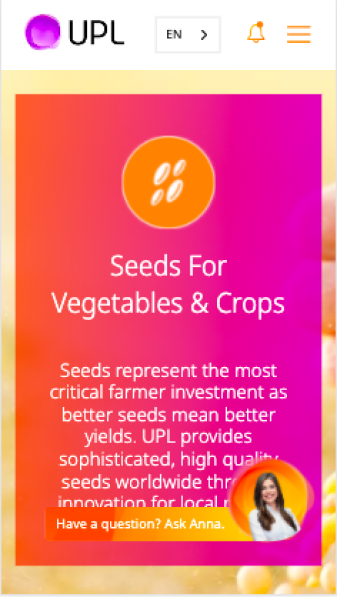 UPL
EN
Seeds For
Vegetables & Crops
Seeds represent the most
critical farmer investment as
better seeds mean better
yields. UPL provides
sophisticated, high quality
seeds worldwide
innovation for local
Have a question? Ask Anna.